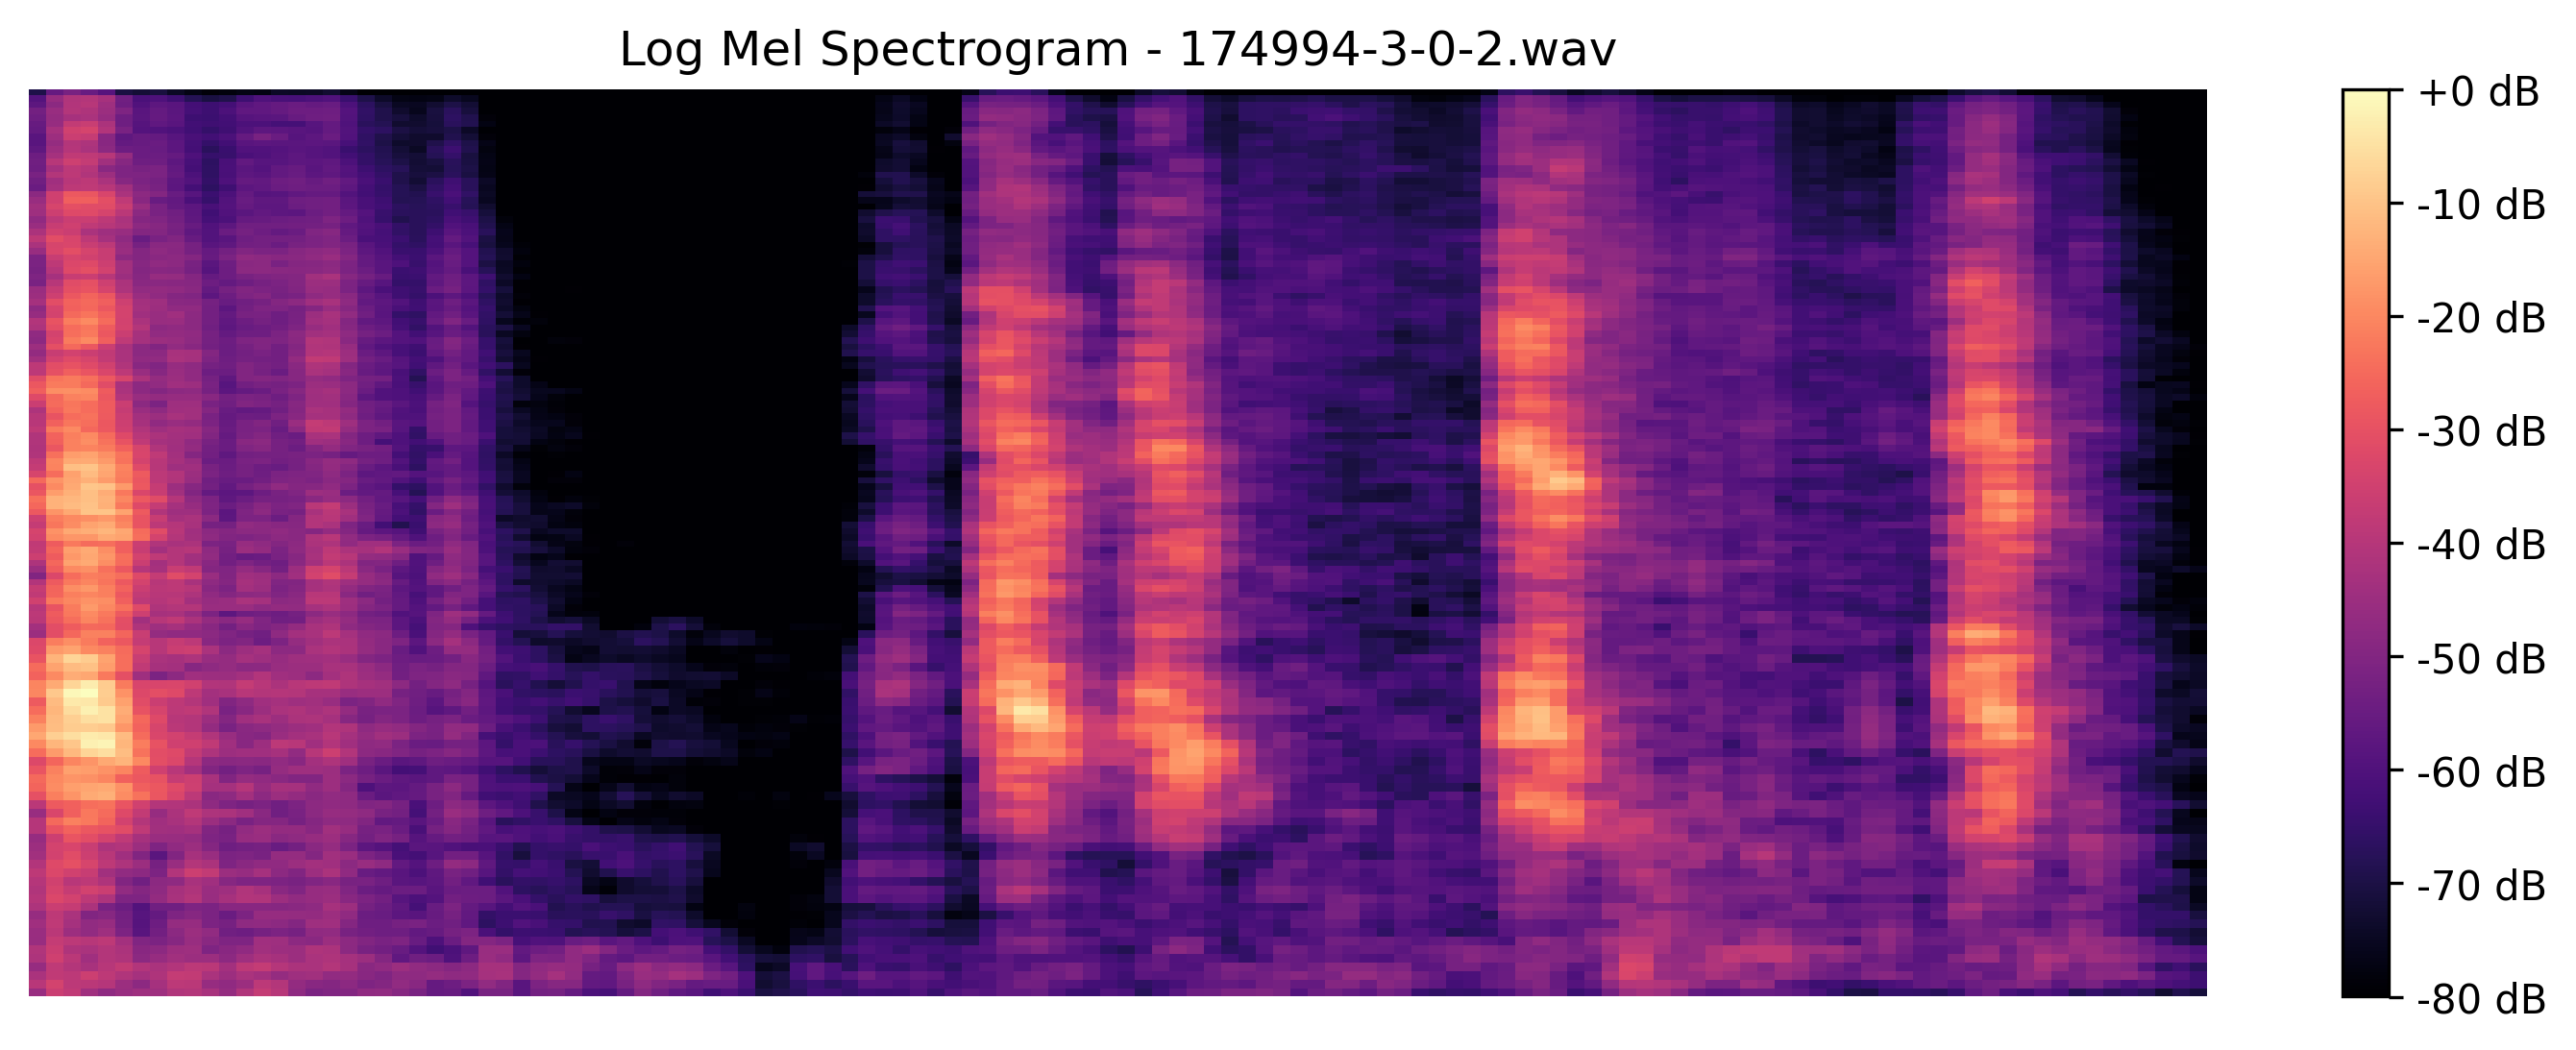 Log Mel Spectrogram - 174994-3-0-2.wav
+0 dB
-10 dB
-20 dB
-30 dB
-40 dB
-50 dB
-60 dB
-70 dB
-80 dB